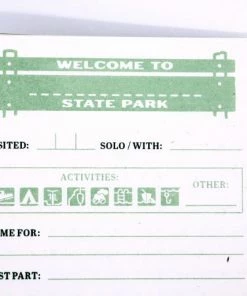 WELCOME TO
STATE PARK
SITED: SOLO / WITH:
ACTIVITIES:
OTHER:
ME FOR:
ST PART: